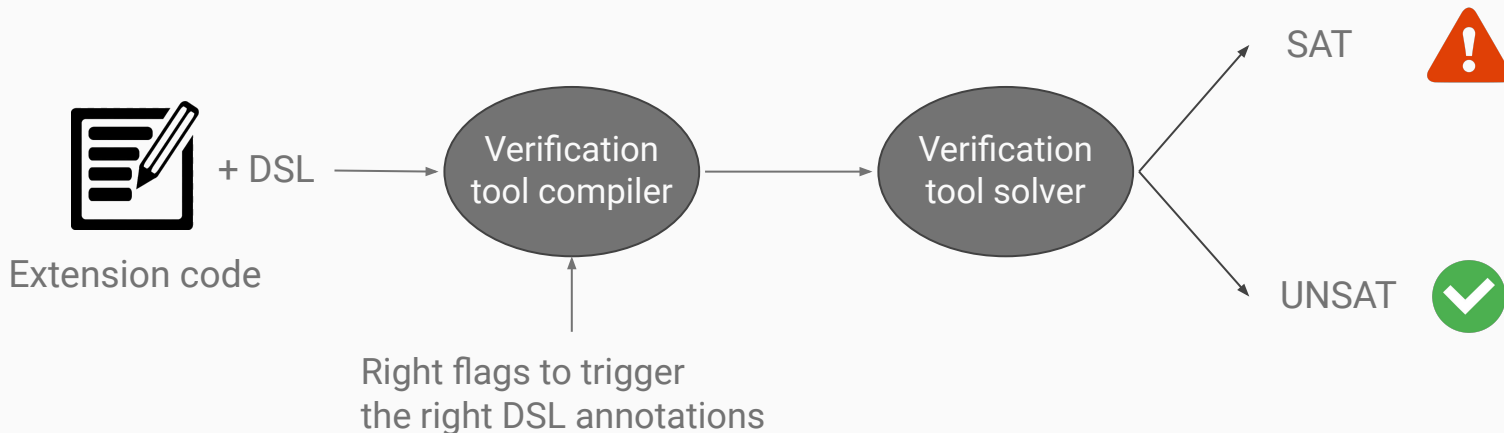 Extension code
+ DSL
Verification
tool compiler
Right flags to trigger
the right DSL annotations
Verification
tool solver
SAT
UNSAT